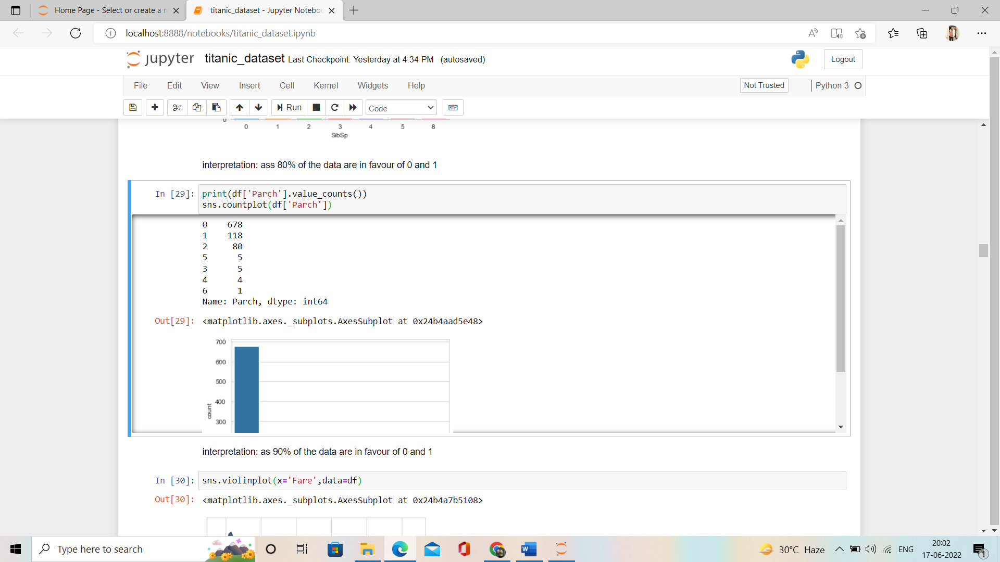 Home Page - Select or create a n
titanic_dataset - Jupyter Notebo
localhost:8888/notebooks/titanic_dataset.ipynb
jupyter titanic_dataset Last Checkpoint: Yesterday at 4:34 PM (autosaved)
Logout
File Edit View Insert Cell Kernel Widgets Help
Not Trusted
Python 3
Run
Code
0
0 1 2 3 4 5 8
SibSp
interpretation: ass 80% of the data are in favour of 0 and 1
In [29]: print(df['Parch'].value_counts())
sns.countplot(df['Parch'])
0 678
1 118
2 80
5 5
3 5
4 4
6 1
Name: Parch, dtype: int64
Out[29]: <matplotlib.axes._subplots.AxesSubplot at 0x24b4aad5e48>
700
600
500
400
300
count
interpretation: as 90% of the data are in favour of 0 and 1
In [30]: sns.violinplot(x='Fare',data=df)
Out[30]: <matplotlib.axes._subplots.AxesSubplot at 0x24b4a7b5108>
Type here to search
30°C Haze
ENG
20:02
17-06-2022
1